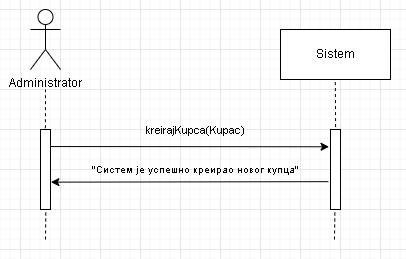 Administrator
Sistem
kreirajKupca(Kupac)
"Систем је успешно креирао новог купца"